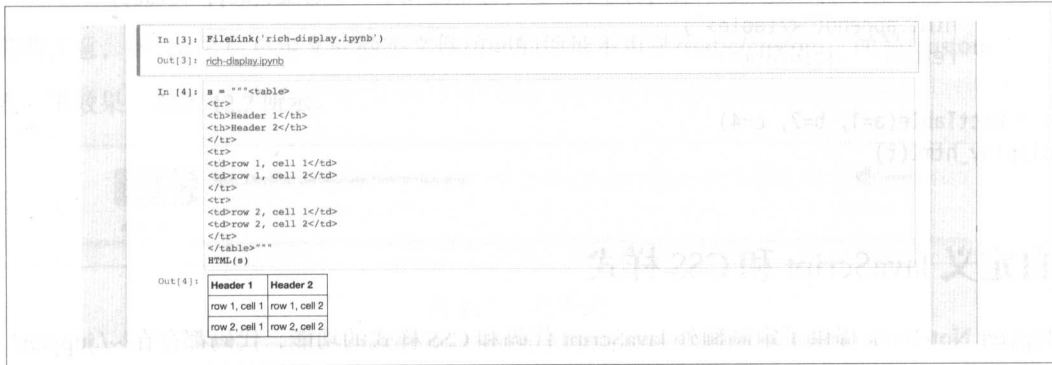 In [3]: FileLink('rich-display.ipynb')
Out[3]: rich-display.ipynb
In [4]: s = """<table>
<tr>
<th>Header 1</th>
<th>Header 2</th>
</tr>
<tr>
<td>row 1, cell 1</td>
<td>row 1, cell 2</td>
</tr>
<tr>
<td>row 2, cell 1</td>
<td>row 2, cell 2</td>
</tr>
</table>"""
HTML(s)
Out[4]: Header 1 Header 2
row 1, cell 1 row 1, cell 2
row 2, cell 1 row 2, cell 2